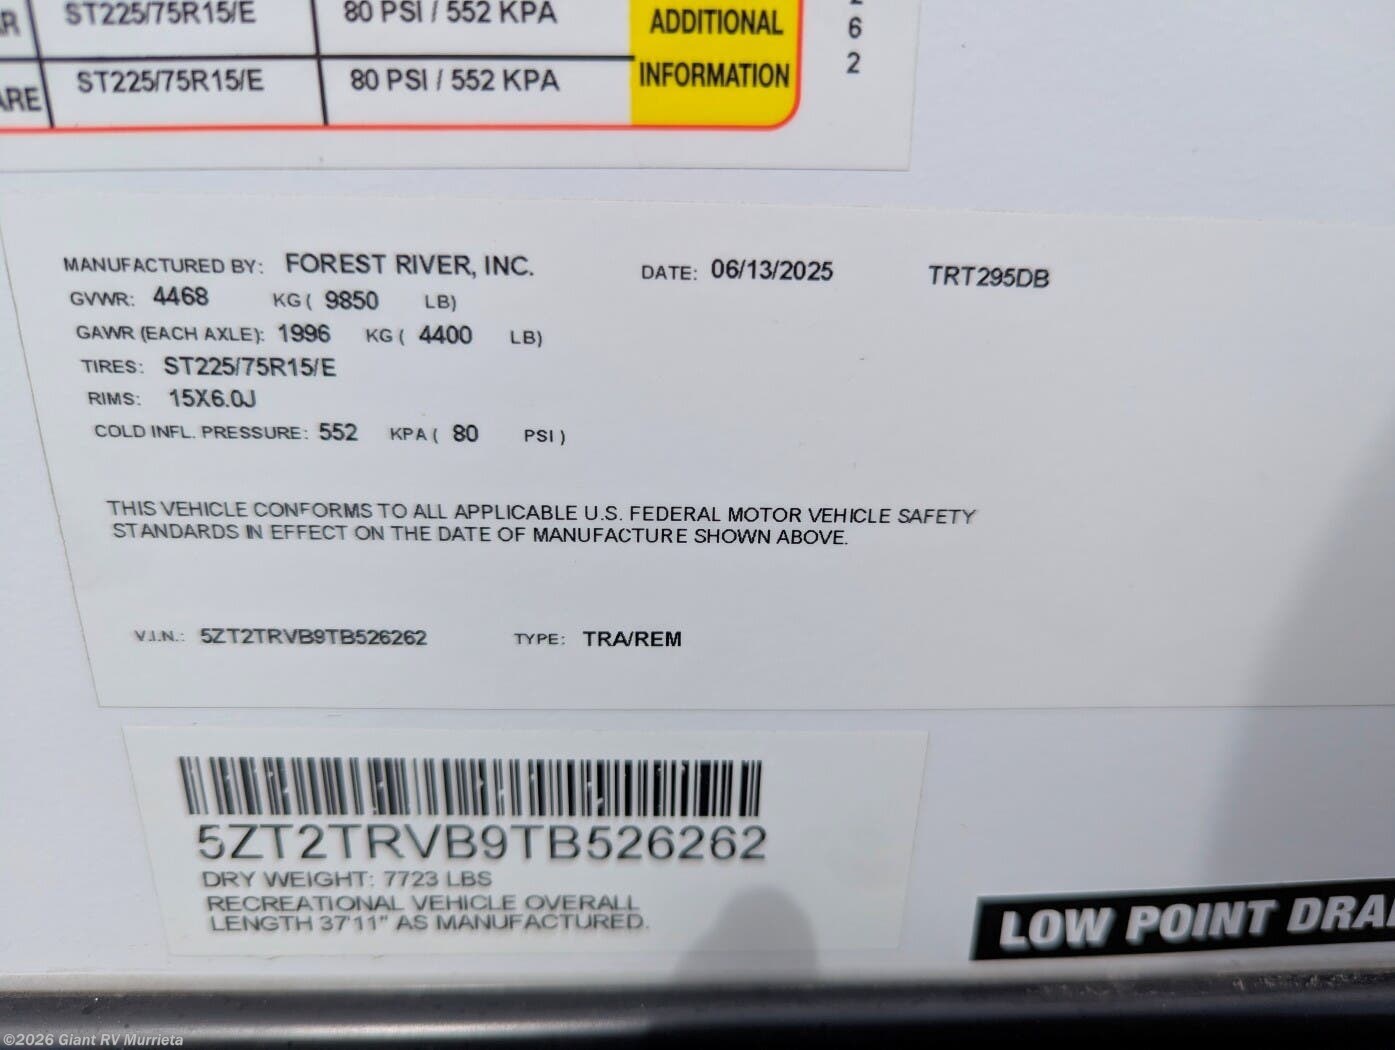 ST225/75R15/E 80 PSI / 552 KPA ADDITIONAL
ST225/75R15/E 80 PSI / 552 KPA INFORMATION
6
2
MANUFACTURED BY: FOREST RIVER, INC. DATE: 06/13/2025 TRT295DB
GVWR: 4468 KG ( 9850 LB)
GAWR (EACH AXLE): 1996 KG ( 4400 LB)
TIRES: ST225/75R15/E
RIMS: 15X6.0J
COLD INFL. PRESSURE: 552 KPA ( 80 PSI )
THIS VEHICLE CONFORMS TO ALL APPLICABLE U.S. FEDERAL MOTOR VEHICLE SAFETY
STANDARDS IN EFFECT ON THE DATE OF MANUFACTURE SHOWN ABOVE.
V.I.N.: 5ZT2TRVB9TB526262 TYPE: TRA/REM
5ZT2TRVB9TB526262
DRY WEIGHT: 7723 LBS
RECREATIONAL VEHICLE OVERALL
LENGTH 37'11" AS MANUFACTURED.
LOW POINT DRA
©2026 Giant RV Murrieta